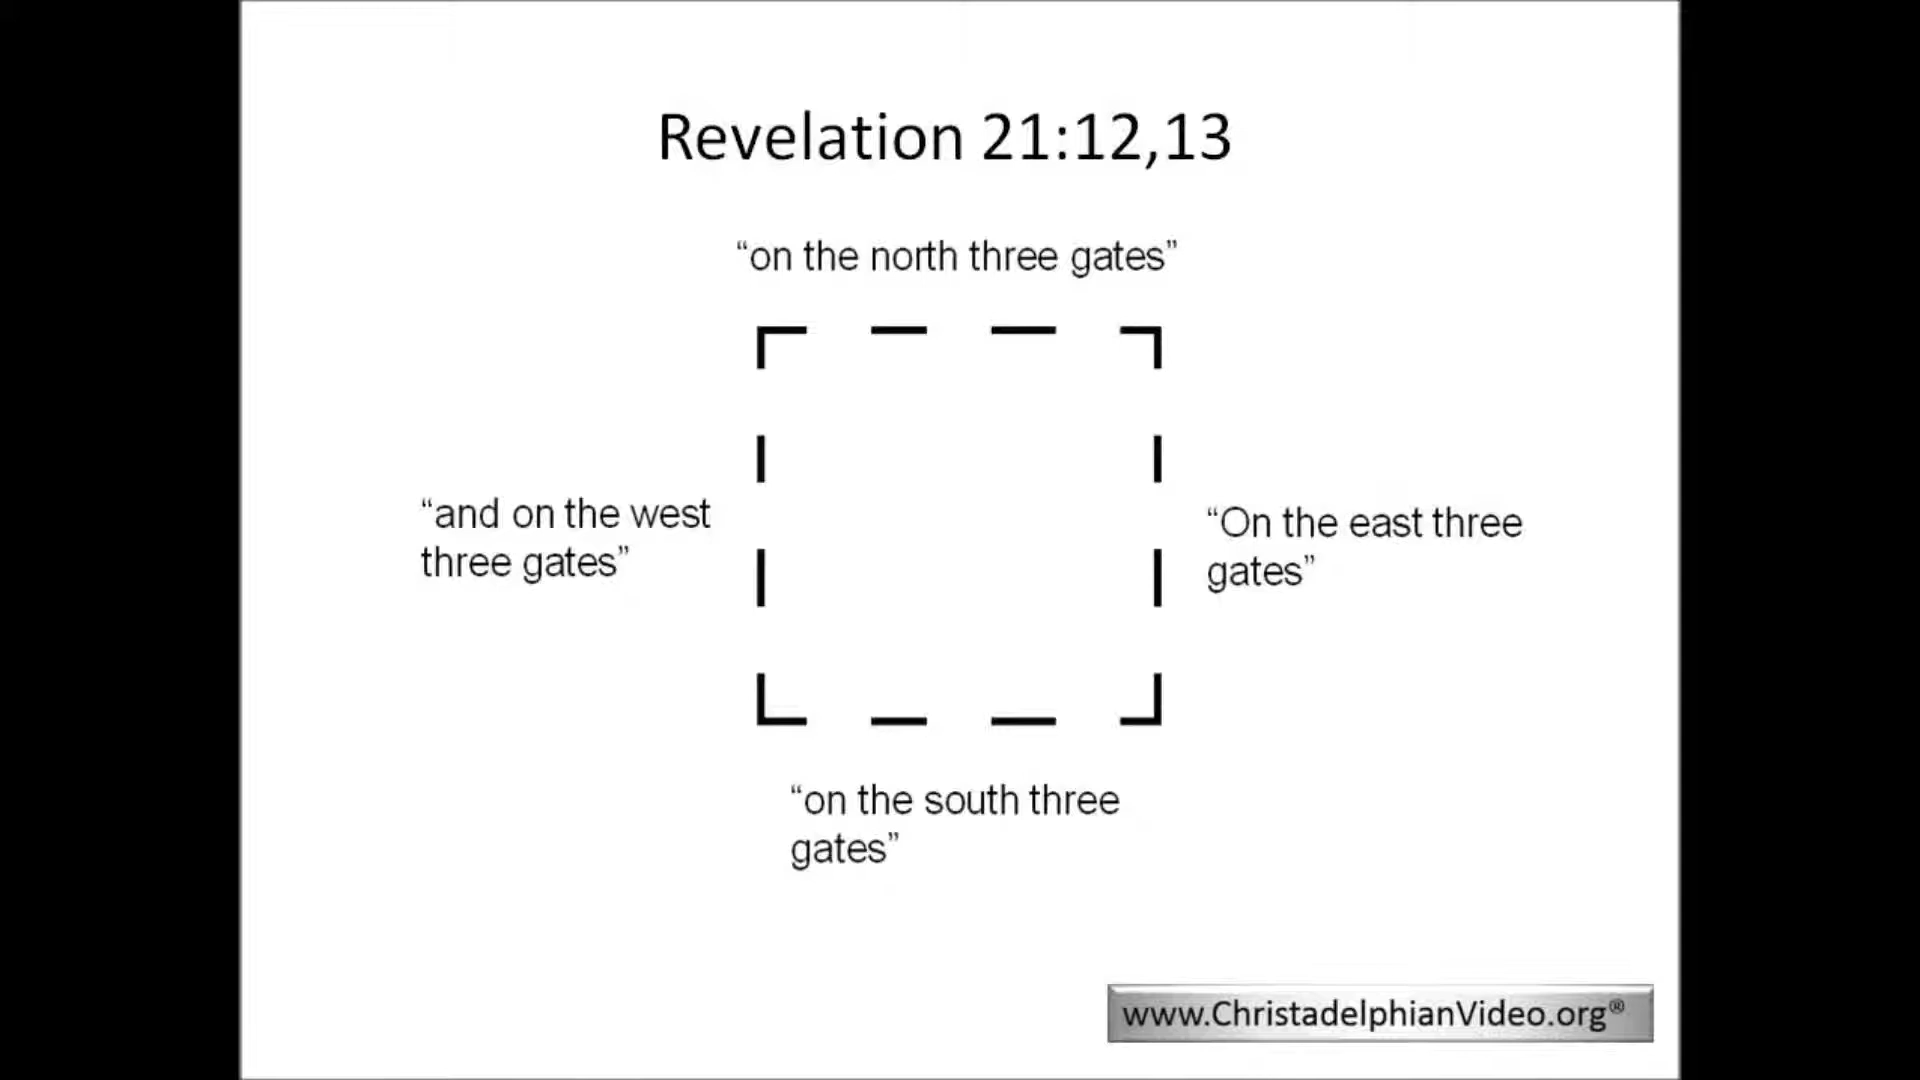 Revelation 21:12,13
“on the north three gates”
“and on the west
three gates”
“On the east three
gates”
“on the south three
gates”
www.ChristadelphianVideo.org®